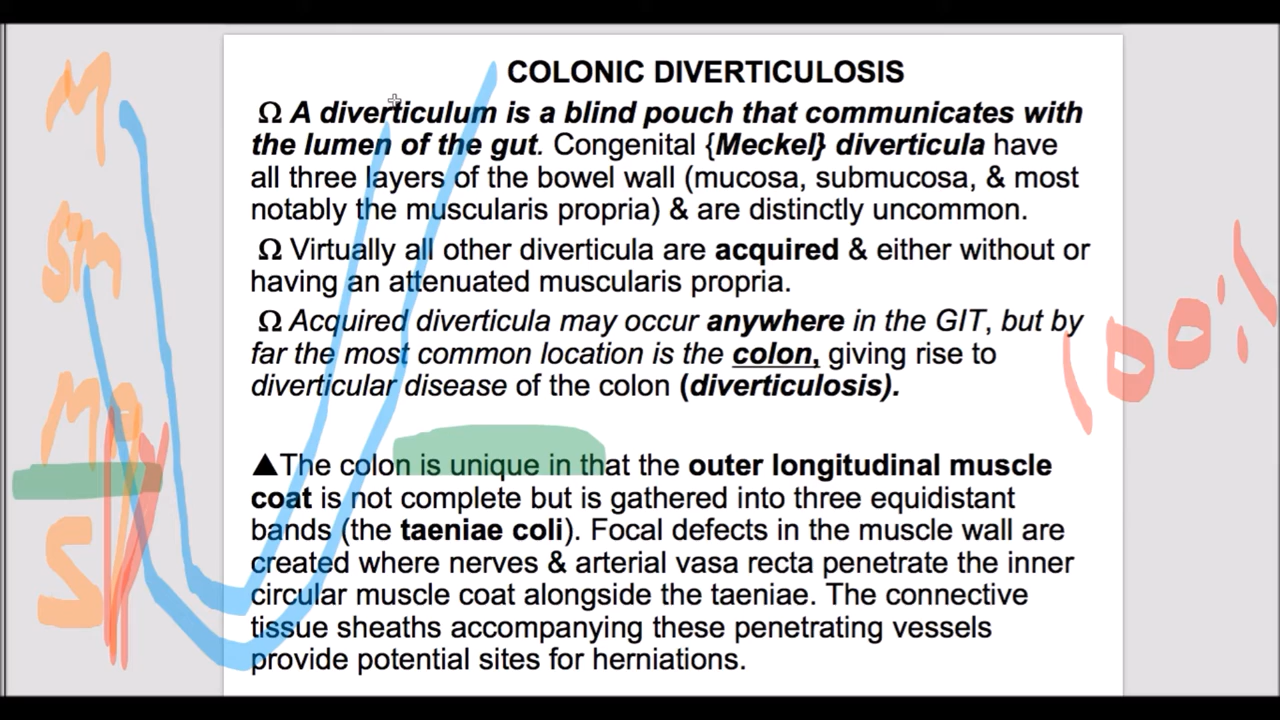 COLONIC DIVERTICULOSIS
Ω A diverticulum is a blind pouch that communicates with
the lumen of the gut. Congenital {Meckel} diverticula have
all three layers of the bowel wall (mucosa, submucosa, & most
notably the muscularis propria) & are distinctly uncommon.
Ω Virtually all other diverticula are acquired & either without or
having an attenuated muscularis propria.
Ω Acquired diverticula may occur anywhere in the GIT, but by
far the most common location is the colon, giving rise to
diverticular disease of the colon (diverticulosis).
▲The colon is unique in that the outer longitudinal muscle
coat is not complete but is gathered into three equidistant
bands (the taeniae coli). Focal defects in the muscle wall are
created where nerves & arterial vasa recta penetrate the inner
circular muscle coat alongside the taeniae. The connective
tissue sheaths accompanying these penetrating vessels
provide potential sites for herniations.
M
SM
MP
S
100%